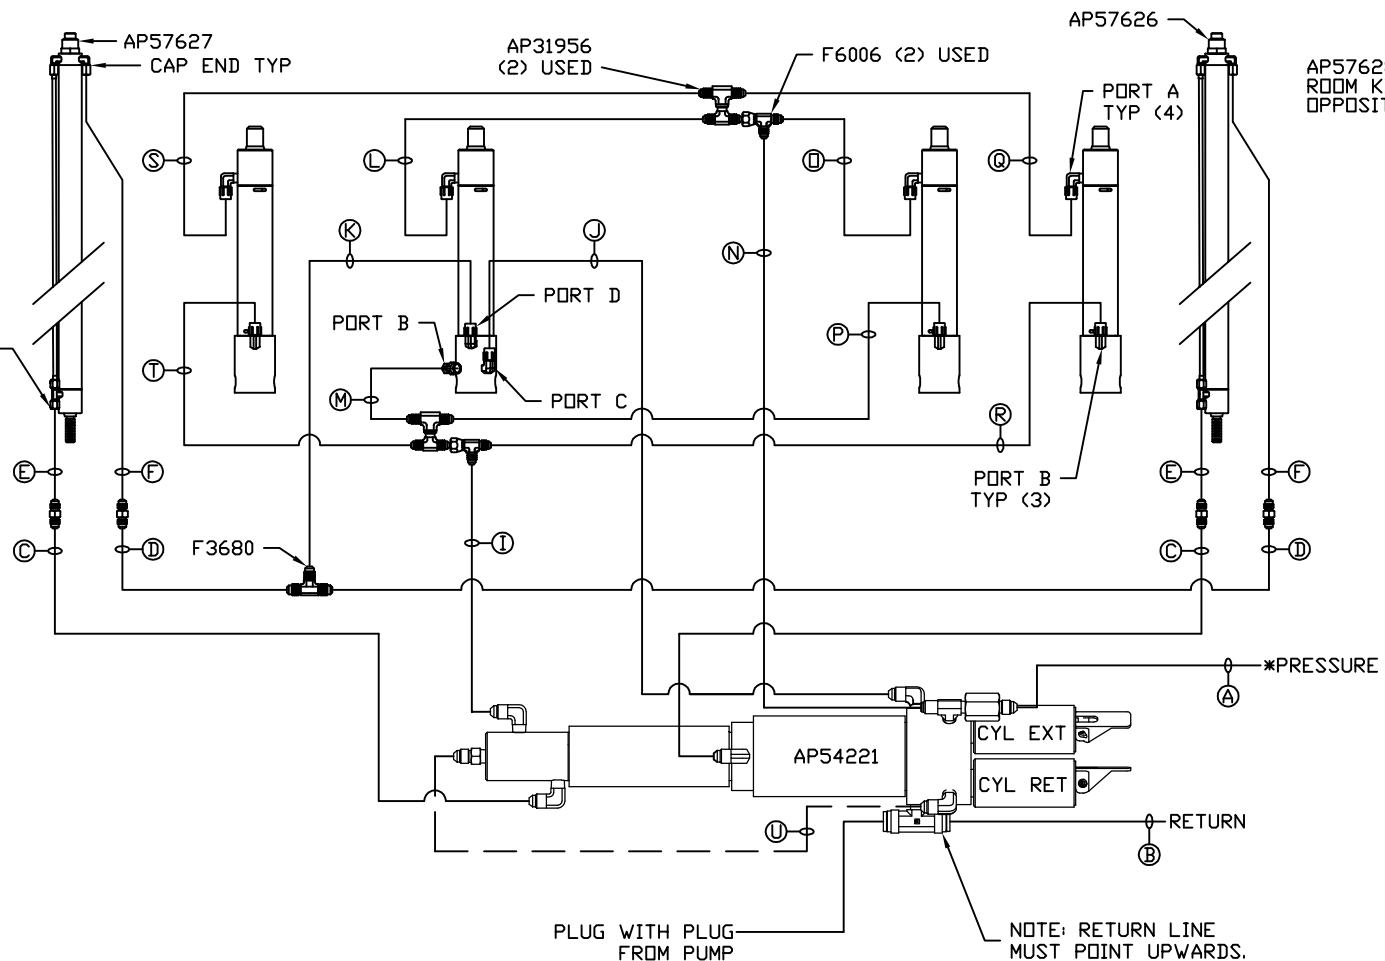 AP57627
CAP END TYP
AP31956
(2) USED
F6006 (2) USED
AP57626
PORT A
TYP (4)
ROOM K
OPPOSIT
S
L
O
Q
K
J
N
PORT D
PORT B
P
T
PORT C
M
R
E
F
PORT B
TYP (3)
E
F
C
D
F3680
I
C
D
*PRESSURE
A
CYL EXT
AP54221
CYL RET
U
RETURN
B
PLUG WITH PLUG
FROM PUMP
NOTE: RETURN LINE
MUST POINT UPWARDS.